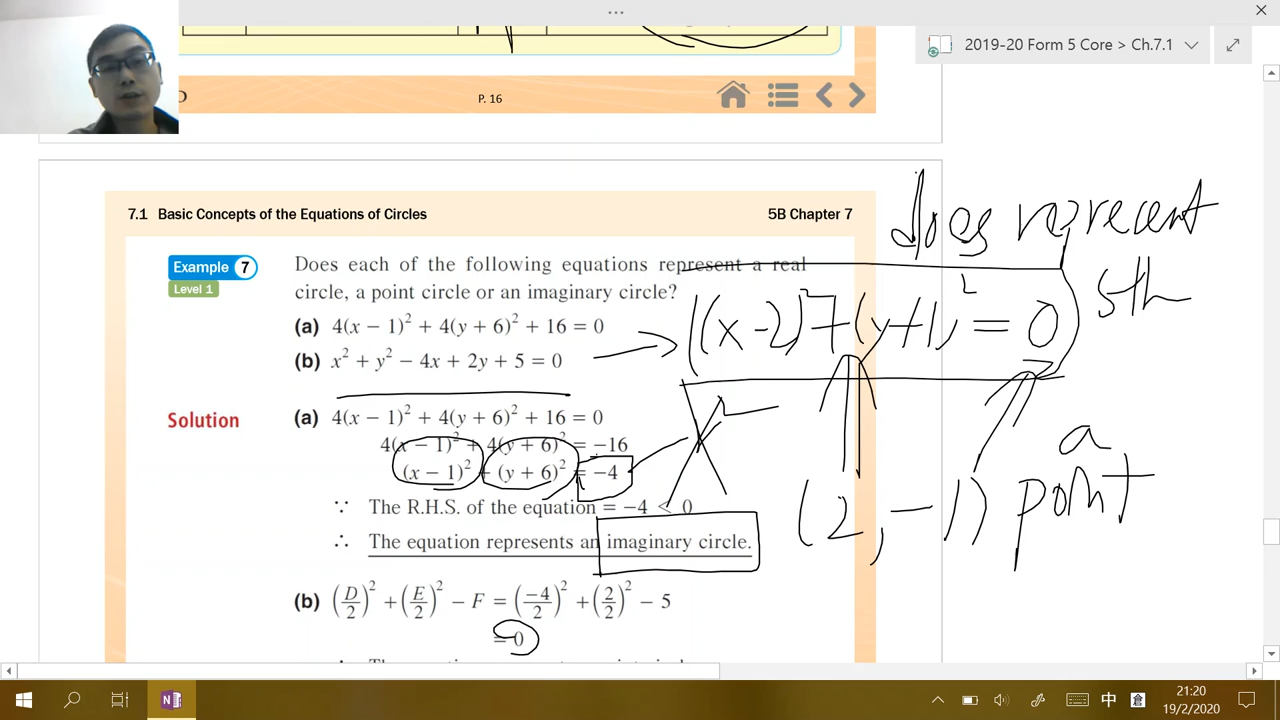 2019-20 Form 5 Core > Ch.7.1
D
P. 16
7.1 Basic Concepts of the Equations of Circles
5B Chapter 7
Example 7
Level 1
Does each of the following equations represent a real
circle, a point circle or an imaginary circle?
(a) 4(x − 1)² + 4(y + 6)² + 16 = 0
(b) x² + y² − 4x + 2y + 5 = 0
does represent
sth
(x-2)²+(y+1)² = 0
(2, -1)
a
point
Solution
(a) 4(x − 1)² + 4(y + 6)² + 16 = 0
4(x − 1)² + 4(y + 6)² = −16
(x − 1)² + (y + 6)² = −4
∵ The R.H.S. of the equation = −4 < 0
∴ The equation represents an imaginary circle.
(b) (D/2)² + (E/2)² − F = (−4/2)² + (2/2)² − 5
= 0
中
倉
21:20
19/2/2020